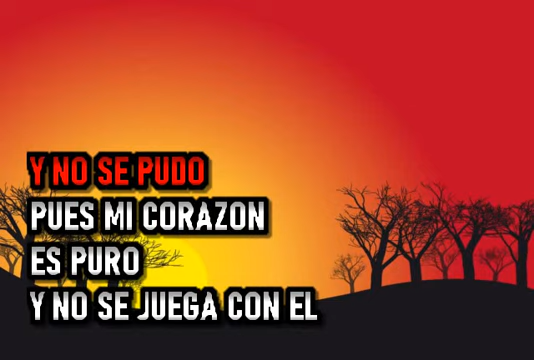 Y NO SE PUDO
PUES MI CORAZON
ES PURO
Y NO SE JUEGA CON EL